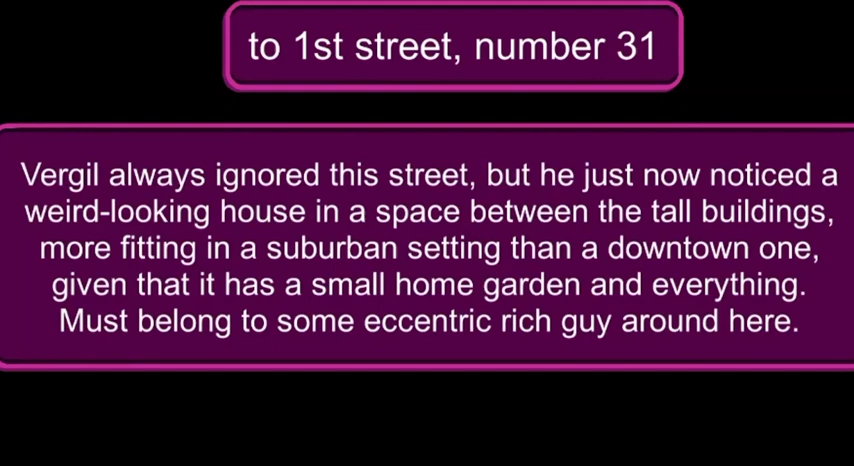 to 1st street, number 31
Vergil always ignored this street, but he just now noticed a
weird-looking house in a space between the tall buildings,
more fitting in a suburban setting than a downtown one,
given that it has a small home garden and everything.
Must belong to some eccentric rich guy around here.